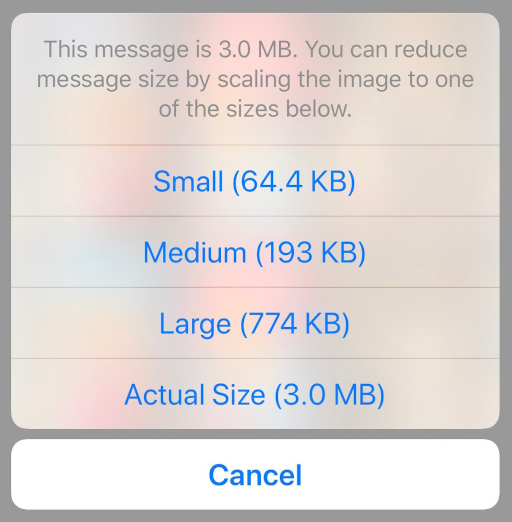 This message is 3.0 MB. You can reduce
message size by scaling the image to one
of the sizes below.
Small (64.4 KB)
Medium (193 KB)
Large (774 KB)
Actual Size (3.0 MB)
Cancel